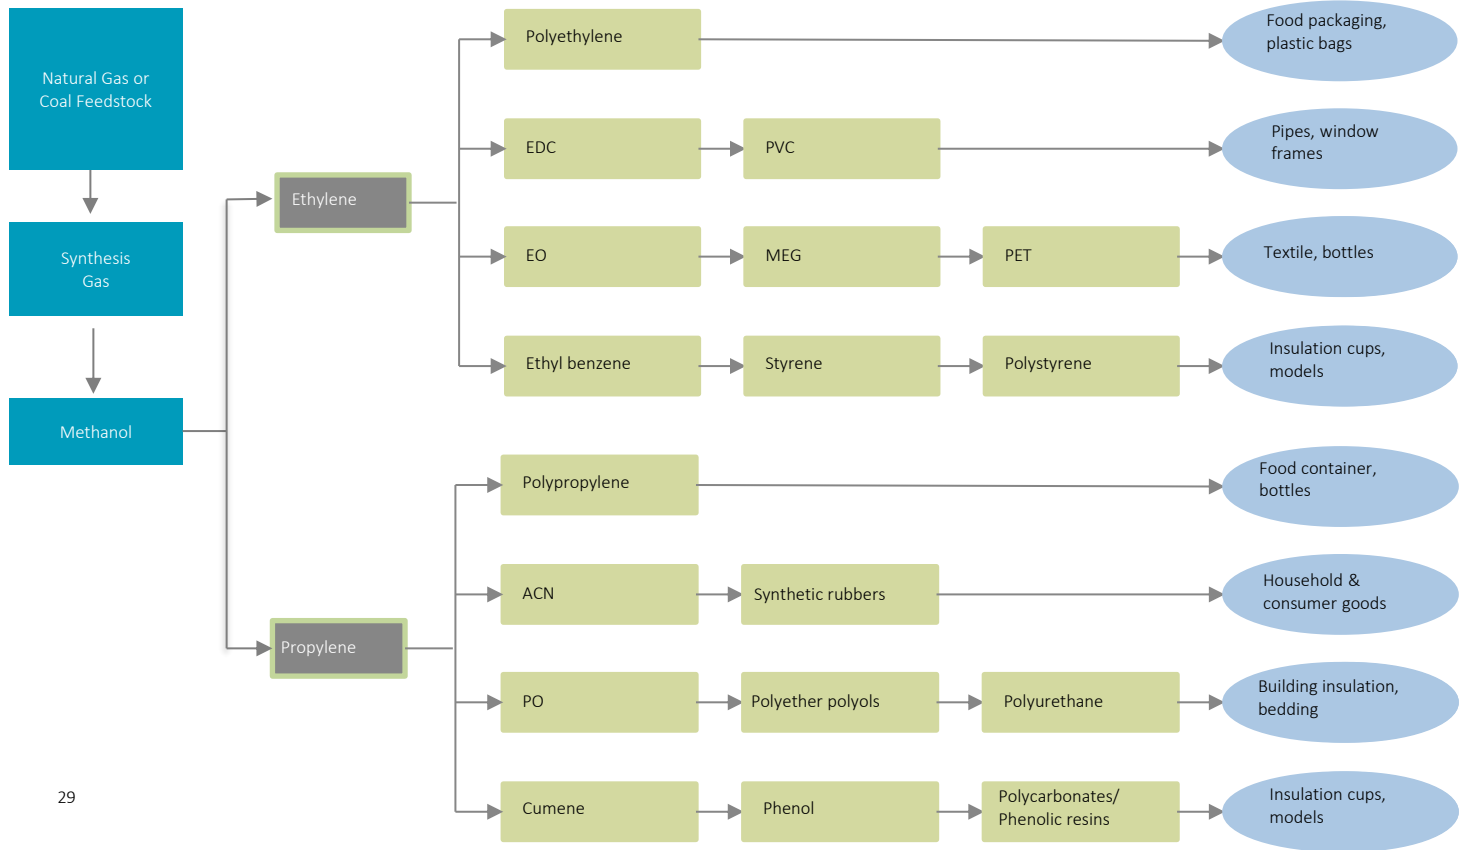 Natural Gas or
Coal Feedstock
Synthesis
Gas
Methanol
Ethylene
Polyethylene
Food packaging,
plastic bags
EDC
PVC
Pipes, window
frames
EO
MEG
PET
Textile, bottles
Ethyl benzene
Styrene
Polystyrene
Insulation cups,
models
Propylene
Polypropylene
Food container,
bottles
ACN
Synthetic rubbers
Household &
consumer goods
PO
Polyether polyols
Polyurethane
Building insulation,
bedding
Cumene
Phenol
Polycarbonates/
Phenolic resins
Insulation cups,
models
29